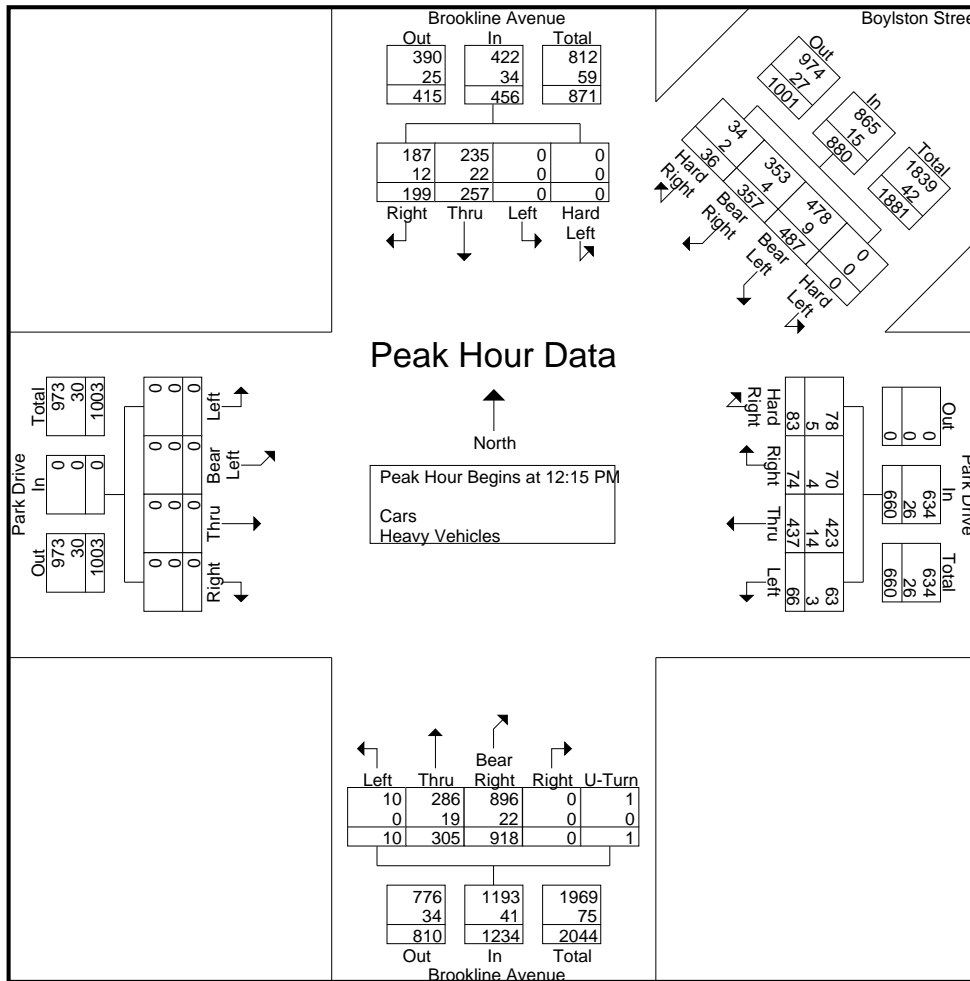 Brookline Avenue
Out In Total
390 422 812
25 34 59
415 456 871
187 235 0 0
12 22 0 0
199 257 0 0
Right Thru Left Hard Left
Boylston Stree
Out
974
27
1001
In
865
15
880
Total
1839
42
1881
34 353 478 0
2 4 9 0
36 357 487 0
Hard Right
Bear Right
Bear Left
Hard Left
Peak Hour Data
North
Peak Hour Begins at 12:15 PM
Cars
Heavy Vehicles
Park Drive
Total
973
30
1003
In
0
0
0
Out
973
30
1003
Left
0 0 0
Bear Left
0 0 0
Thru
0 0 0
Right
0 0 0
Hard Right
78
5
83
Right
70
4
74
Thru
423
14
437
Left
63
3
66
Park Drive
Out
0
0
0
In
634
26
660
Total
634
26
660
Left Thru Bear Right Right U-Turn
10 286 896 0 1
0 19 22 0 0
10 305 918 0 1
776 1193 1969
34 41 75
810 1234 2044
Out In Total
Brookline Avenue